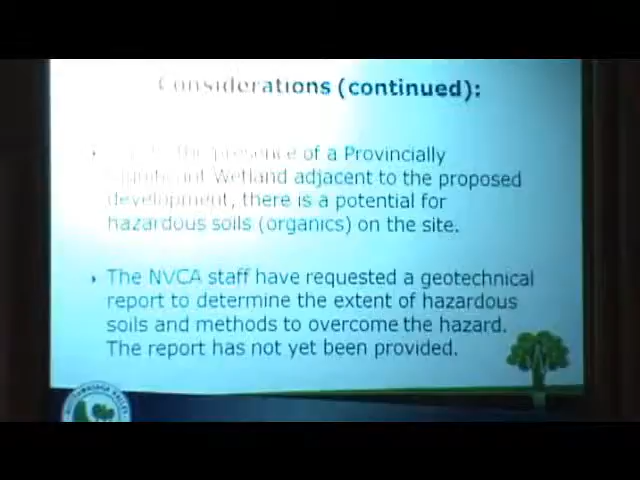 Considerations (continued):
the presence of a Provincially
Significant Wetland adjacent to the proposed
development, there is a potential for
hazardous soils (organics) on the site.
The NVCA staff have requested a geotechnical
report to determine the extent of hazardous
soils and methods to overcome the hazard.
The report has not yet been provided.